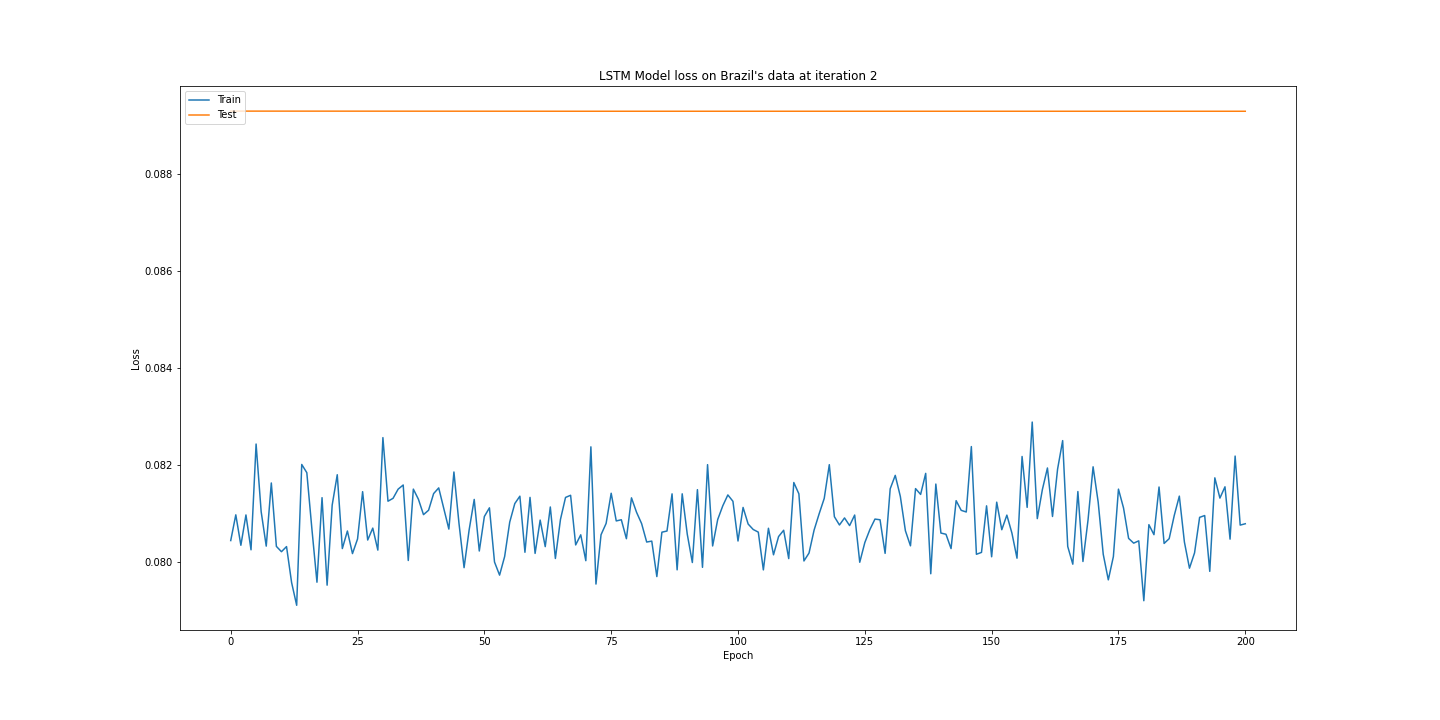 LSTM Model loss on Brazil's data at iteration 2
Train
Test
0.088
0.086
0.084
0.082
0.080
Loss
0 25 50 75 100 125 150 175 200
Epoch